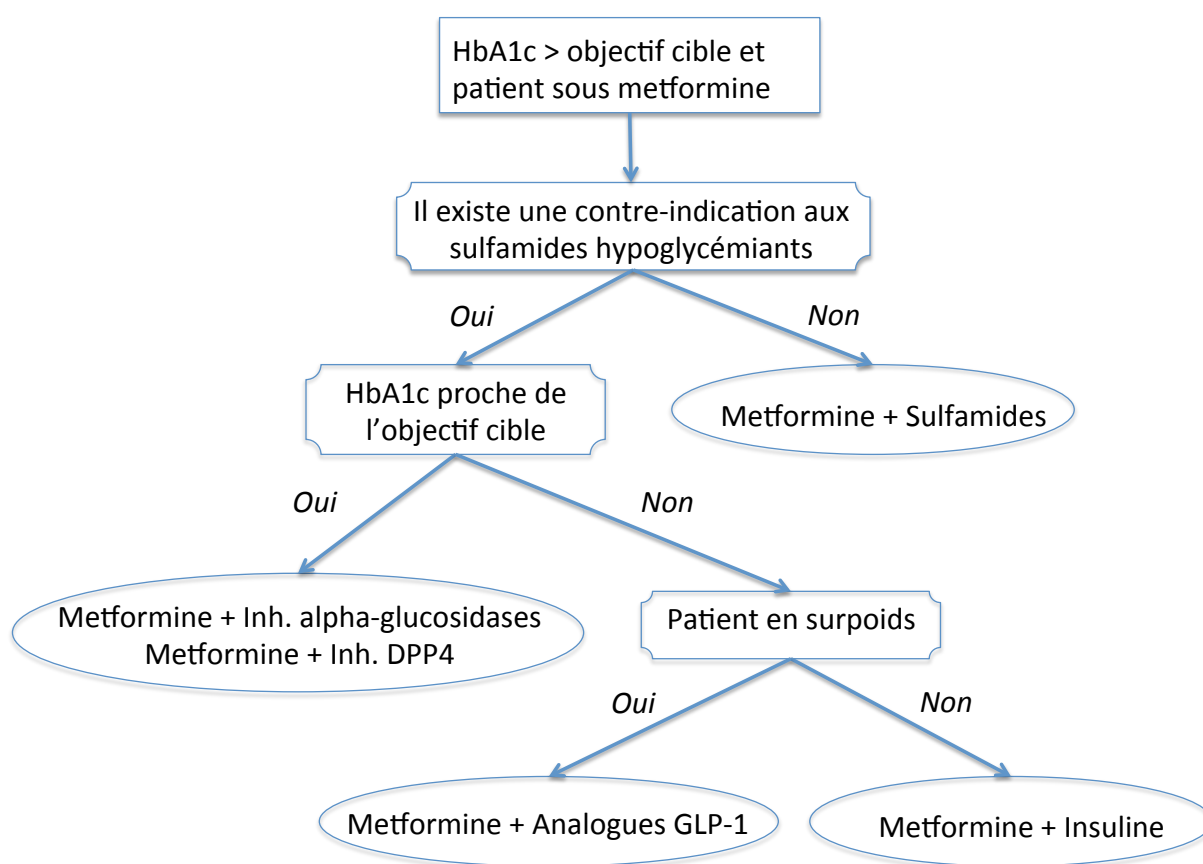 HbA1c > objectif cible et
patient sous metformine
Il existe une contre-indication aux
sulfamides hypoglycémiants
Oui
Non
HbA1c proche de
l’objectif cible
Metformine + Sulfamides
Oui
Non
Metformine + Inh. alpha-glucosidases
Metformine + Inh. DPP4
Patient en surpoids
Oui
Non
Metformine + Analogues GLP-1
Metformine + Insuline